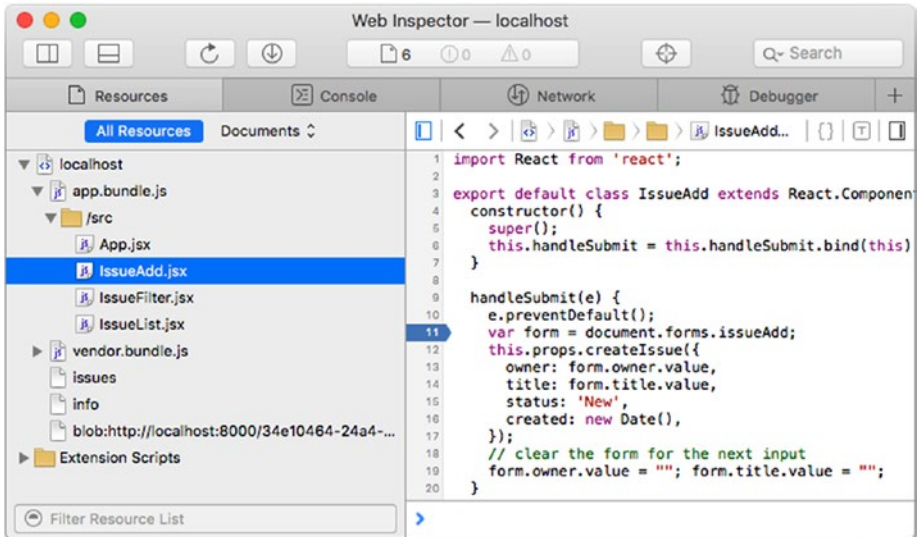 Web Inspector — localhost
6 0 0 Search
Resources Console Network Debugger +
All Resources Documents
localhost
app.bundle.js
/src
App.jsx
IssueAdd.jsx
IssueFilter.jsx
IssueList.jsx
vendor.bundle.js
issues
info
blob:http://localhost:8000/34e10464-24a4-...
Extension Scripts
Filter Resource List
IssueAdd... {} T
1 import React from 'react';
2
3 export default class IssueAdd extends React.Componen
4 constructor() {
5 super();
6 this.handleSubmit = this.handleSubmit.bind(this)
7 }
8
9 handleSubmit(e) {
10 e.preventDefault();
11 var form = document.forms.issueAdd;
12 this.props.createIssue({
13 owner: form.owner.value,
14 title: form.title.value,
15 status: 'New',
16 created: new Date(),
17 });
18 // clear the form for the next input
19 form.owner.value = ""; form.title.value = "";
20 }